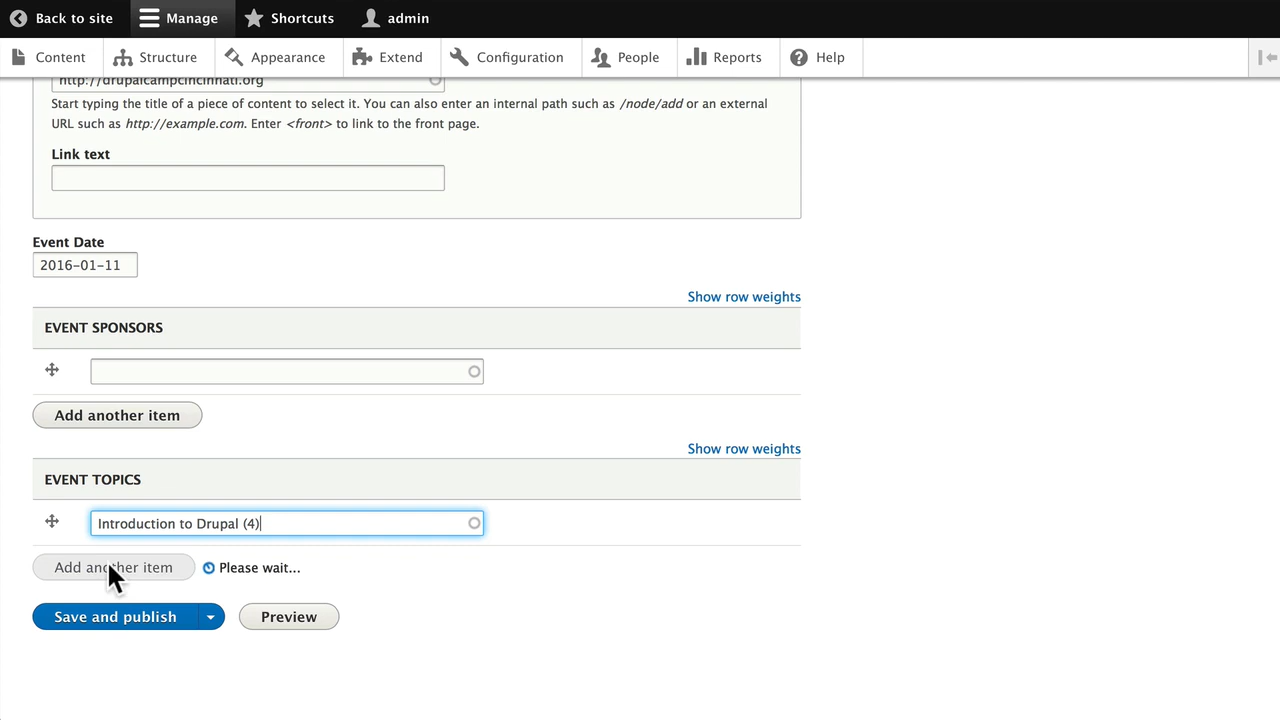 Back to site Manage Shortcuts admin
Content Structure Appearance Extend Configuration People Reports Help
http://drupalcampcincinnati.org
Start typing the title of a piece of content to select it. You can also enter an internal path such as /node/add or an external
URL such as http://example.com. Enter <front> to link to the front page.
Link text
Event Date
2016-01-11
Show row weights
EVENT SPONSORS
Add another item
Show row weights
EVENT TOPICS
Introduction to Drupal (4)
Add another item Please wait...
Save and publish Preview